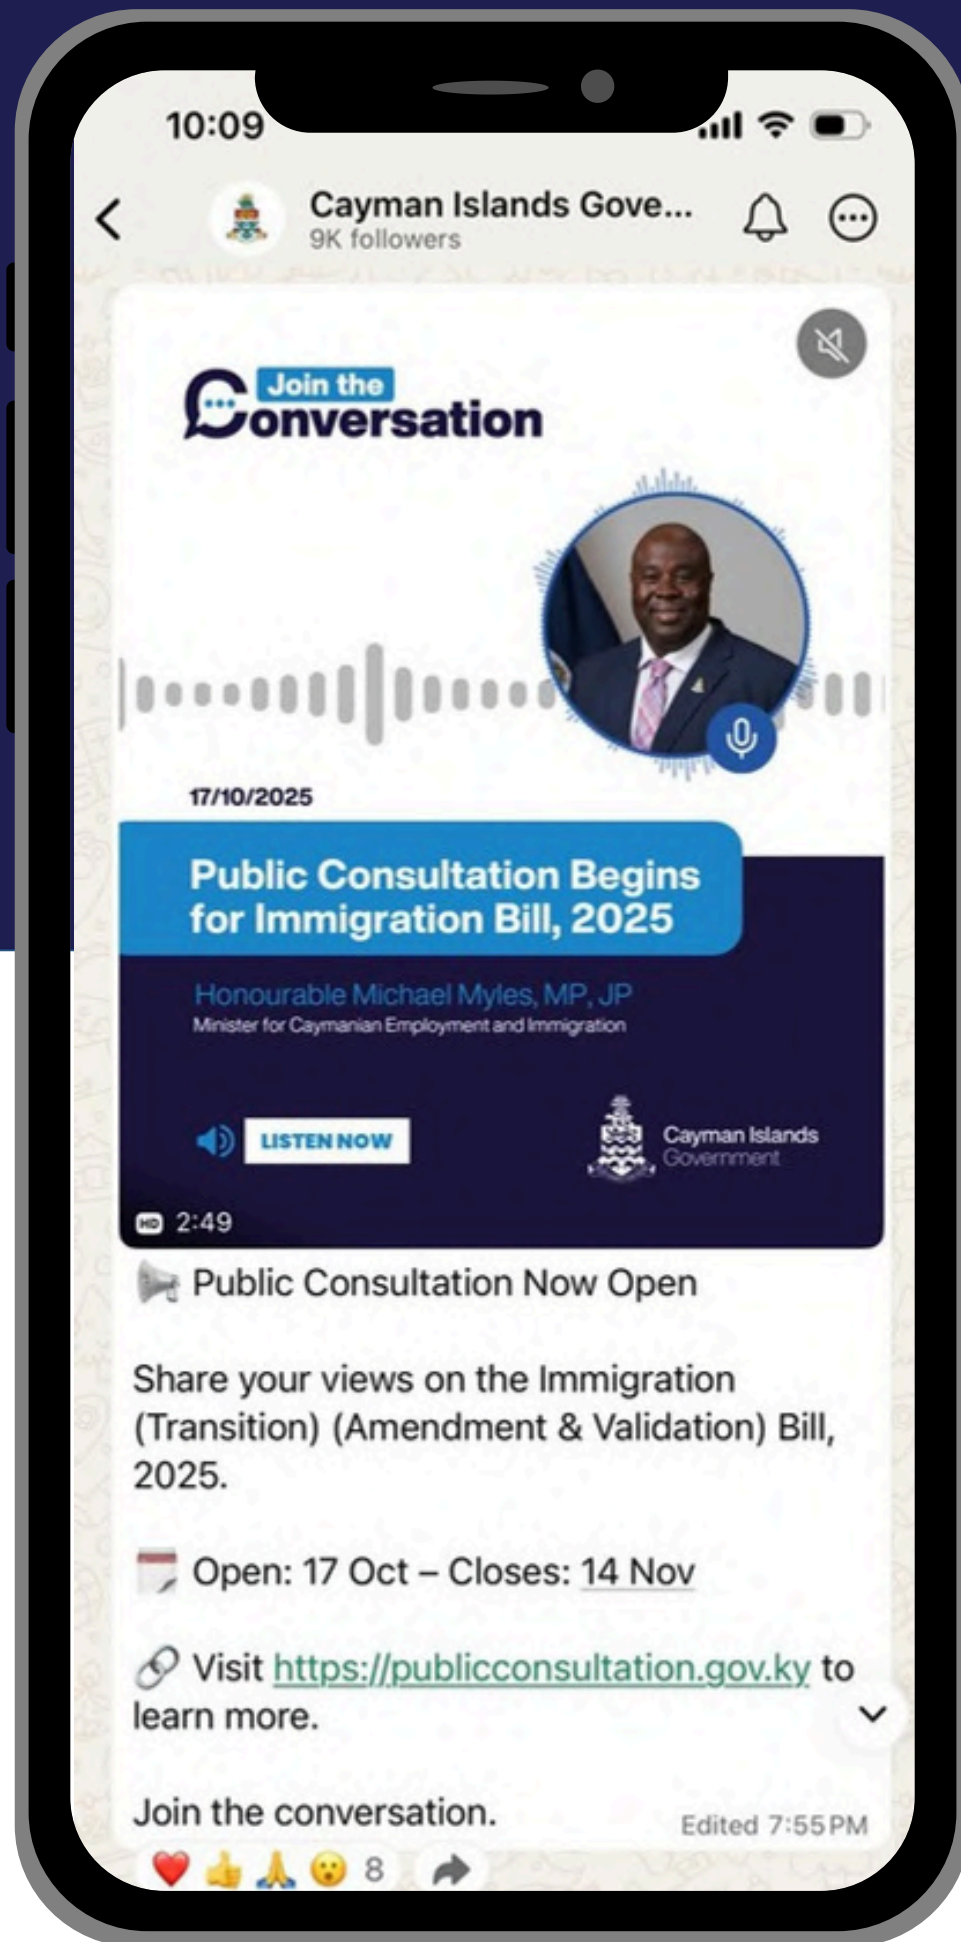 10:09
Cayman Islands Gove...
9K followers
Join the
Conversation
17/10/2025
Public Consultation Begins
for Immigration Bill, 2025
Honourable Michael Myles, MP, JP
Minister for Caymanian Employment and Immigration
LISTEN NOW
Cayman Islands
Government
HD 2:49
📢 Public Consultation Now Open
Share your views on the Immigration
(Transition) (Amendment & Validation) Bill,
2025.
🗓️ Open: 17 Oct – Closes: 14 Nov
🔗 Visit https://publicconsultation.gov.ky to
learn more.
Join the conversation.
Edited 7:55 PM
❤️ 👍 🙏 😮 8